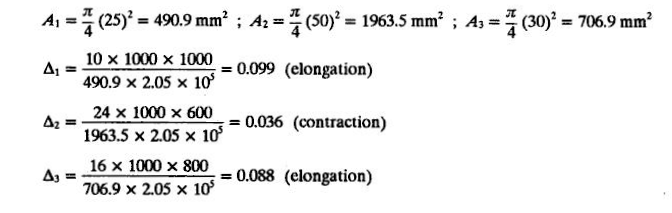 A₁ = π/4 (25)² = 490.9 mm² ; A₂ = π/4 (50)² = 1963.5 mm² ; A₃ = π/4 (30)² = 706.9 mm²
Δ₁ = 10 × 1000 × 1000 / 490.9 × 2.05 × 10⁵ = 0.099 (elongation)
Δ₂ = 24 × 1000 × 600 / 1963.5 × 2.05 × 10⁵ = 0.036 (contraction)
Δ₃ = 16 × 1000 × 800 / 706.9 × 2.05 × 10⁵ = 0.088 (elongation)